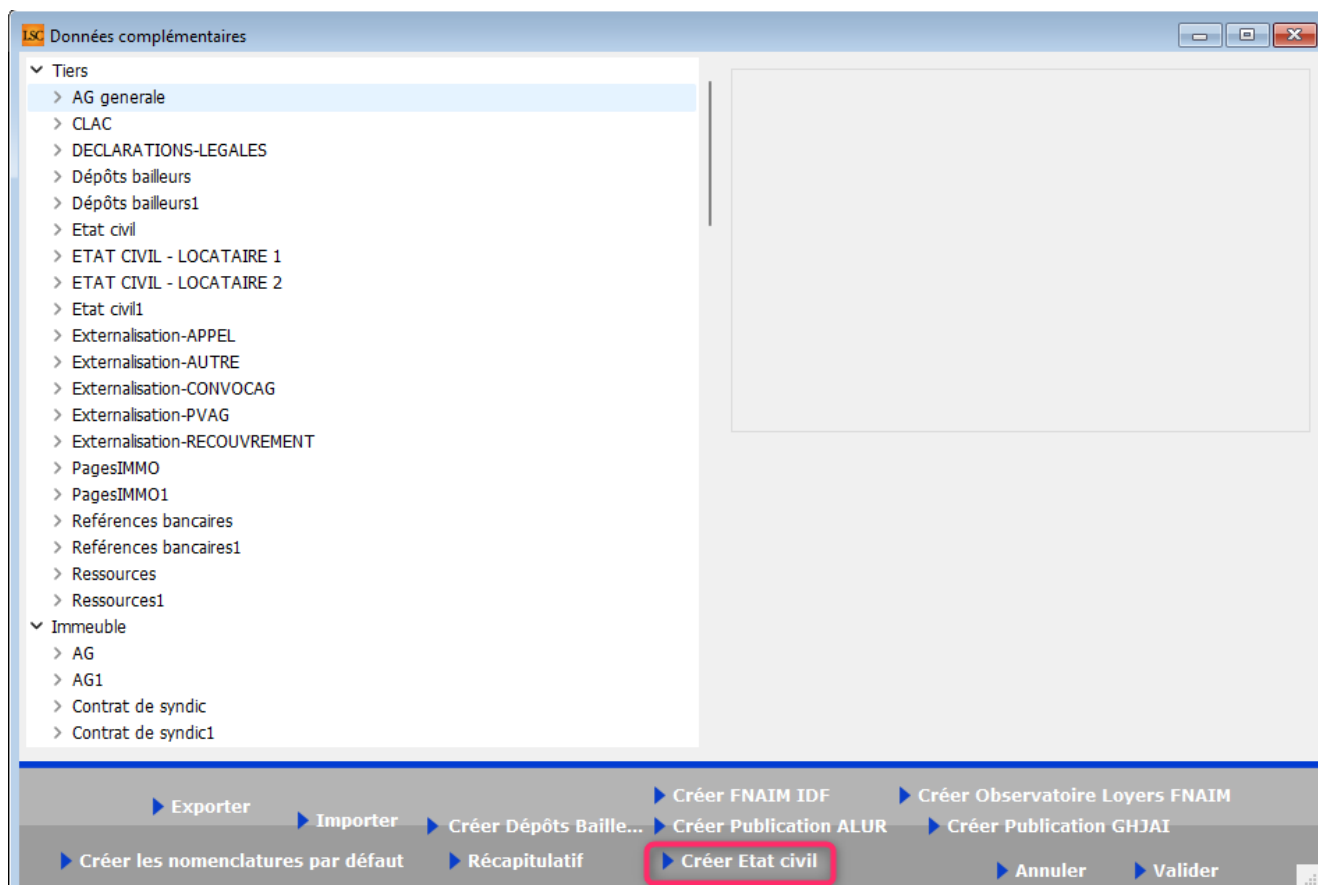 LSC Données complémentaires
Tiers
AG generale
CLAC
DECLARATIONS-LEGALES
Dépôts bailleurs
Dépôts bailleurs1
Etat civil
ETAT CIVIL - LOCATAIRE 1
ETAT CIVIL - LOCATAIRE 2
Etat civil1
Externalisation-APPEL
Externalisation-AUTRE
Externalisation-CONVOCAG
Externalisation-PVAG
Externalisation-RECOUVREMENT
PagesIMMO
PagesIMMO1
Reférences bancaires
Reférences bancaires1
Ressources
Ressources1
Immeuble
AG
AG1
Contrat de syndic
Contrat de syndic1
Créer FNAIM IDF Créer Observatoire Loyers FNAIM
Exporter Importer Créer Dépôts Baille... Créer Publication ALUR Créer Publication GHJAI
Créer les nomenclatures par défaut Récapitulatif Créer Etat civil Annuler Valider